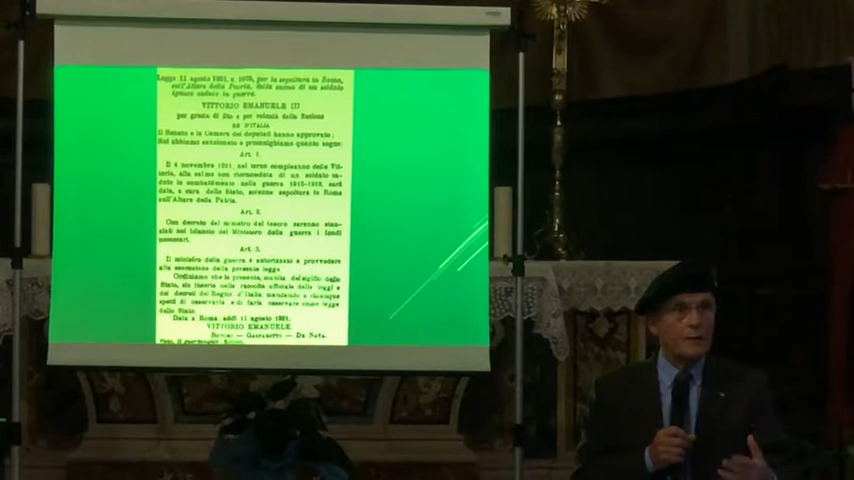 Legge 11 agosto 1921, n. 1075, per la sepoltura in Roma,
sull'Altare della Patria, della salma di un soldato
ignoto caduto in guerra.
VITTORIO EMANUELE III
per grazia di Dio e per volontà della Nazione
RE D'ITALIA
Il Senato e la Camera dei deputati hanno approvato;
Noi abbiamo sanzionato e promulghiamo quanto segue:
Art. 1.
Il 4 novembre 1921, nel terzo compleanno della Vit-
toria, alla salma non riconosciuta di un soldato ca-
duto in combattimento nella guerra 1915-1918, sarà
data, a cura dello Stato, solenne sepoltura in Roma
sull'Altare della Patria.
Art. 2.
Con decreto del ministro del tesoro saranno stan-
ziati nel bilancio del Ministero della guerra i fondi
necessari.
Art. 3.
Il ministro della guerra è autorizzato a provvedere
alla esecuzione della presente legge.
Ordiniamo che la presente, munita del sigillo dello
Stato, sia inserta nella raccolta ufficiale delle leggi e
dei decreti del Regno d'Italia, mandando a chiunque
spetti di osservarla e di farla osservare come legge
dello Stato.
Data a Roma, addì 11 agosto 1921.
VITTORIO EMANUELE
Bonomi — Gasparotto — De Nava.
Visto, Il guardasigilli: